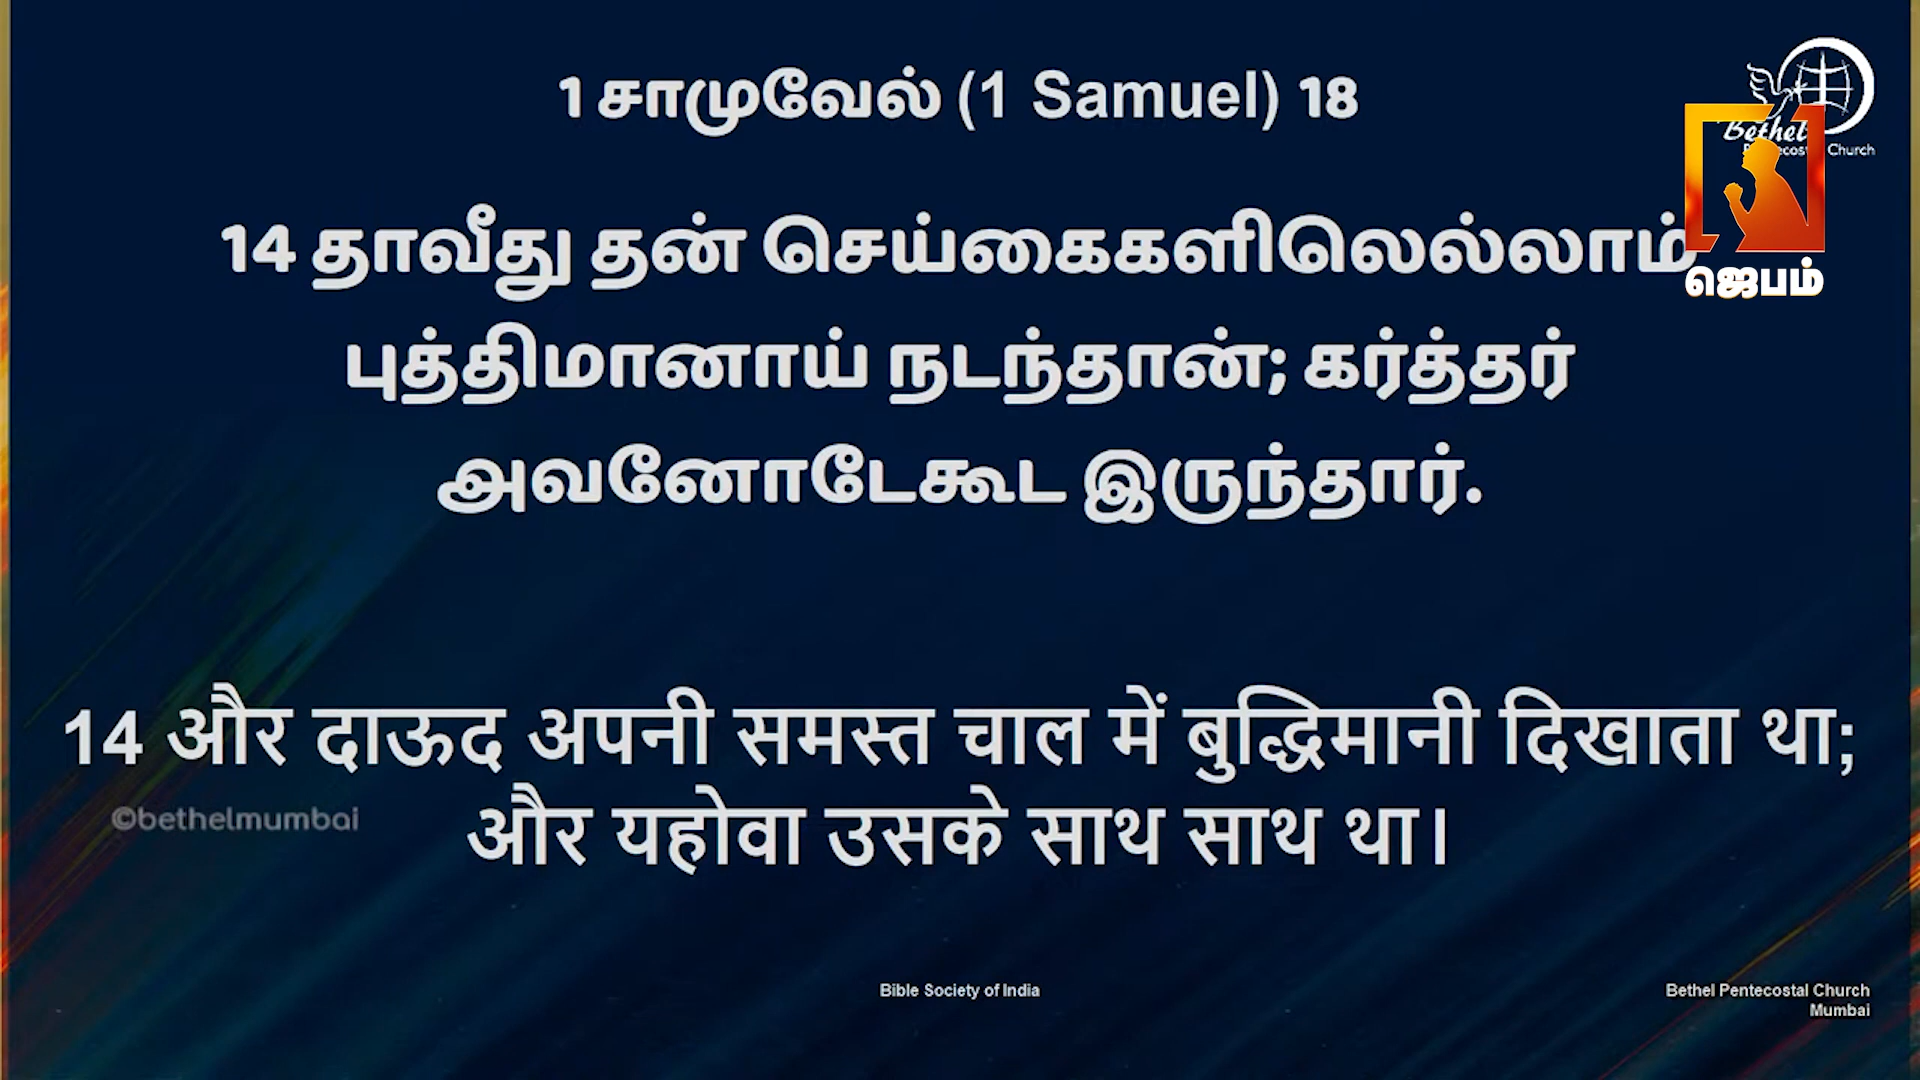 1 சாமுவேல் (1 Samuel) 18
Bethel
Church
14 தாவீது தன் செய்கைகளிலெல்லாம்
ஜெபம்
புத்திமானாய் நடந்தான்; கர்த்தர்
அவனோடேகூட இருந்தார்.
14 और दाऊद अपनी समस्त चाल में बुद्धिमानी दिखाता था;
©bethelmumbai
और यहोवा उसके साथ साथ था।
Bible Society of India
Bethel Pentecostal Church
Mumbai